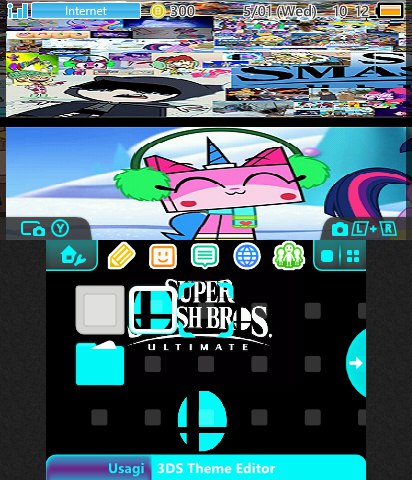 Internet 300 5/01 (Wed) 10 12
S
SMAS
Y L+R
SUPER
SH BROS.
ULTIMATE
Usagi 3DS Theme Editor